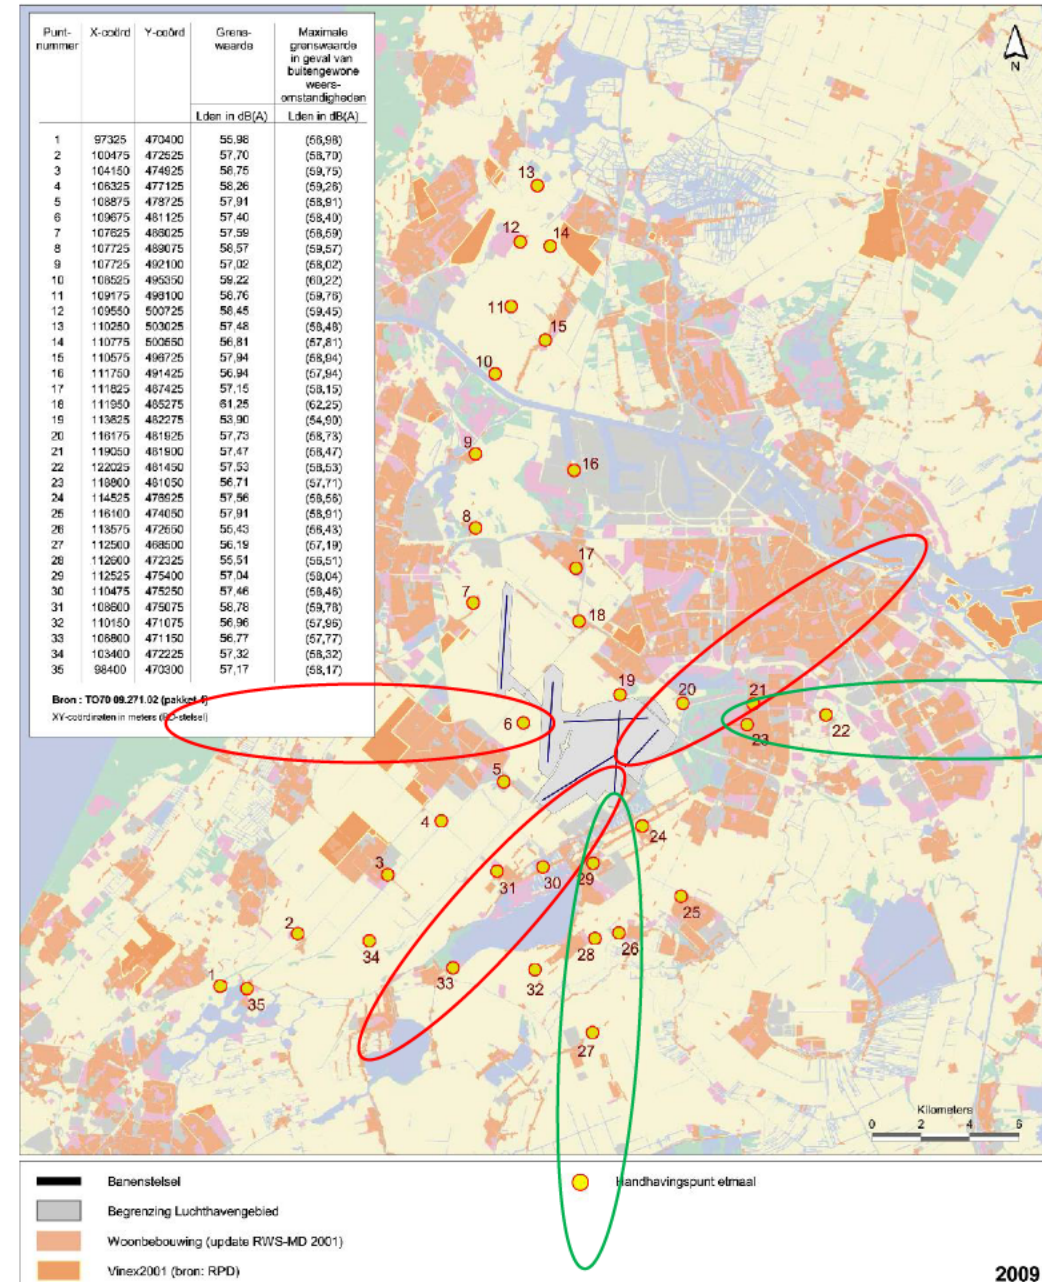 Punt- X-coörd Y-coörd Grens- Maximale
nummer waarde grenswaarde
in geval van
buitengewone
weers-
omstandigheden
Lden in dB(A) Lden in dB(A)
1 97325 470400 55,98 (56,98)
2 100475 472525 57,70 (58,70)
3 104150 474925 58,75 (59,75)
4 106325 477125 58,26 (59,26)
5 108875 478725 57,91 (58,91)
6 109675 481125 57,40 (58,40)
7 107625 486025 57,59 (58,59)
8 107725 489075 58,57 (59,57)
9 107725 492100 57,02 (58,02)
10 108525 495350 59,22 (60,22)
11 109175 498100 58,76 (59,76)
12 109550 500725 58,45 (59,45)
13 110250 503025 57,48 (58,48)
14 110775 500550 56,81 (57,81)
15 110575 496725 57,94 (58,94)
16 111750 491425 56,94 (57,94)
17 111825 487425 57,15 (58,15)
18 111950 485275 61,25 (62,25)
19 113625 482275 53,90 (54,90)
20 116175 481925 57,73 (58,73)
21 119050 481900 57,47 (58,47)
22 122025 481450 57,53 (58,53)
23 118800 481050 56,71 (57,71)
24 114525 476925 57,56 (58,56)
25 116100 474050 57,91 (58,91)
26 113575 472550 55,43 (56,43)
27 112500 468500 56,19 (57,19)
28 112600 472325 55,51 (56,51)
29 112525 475400 57,04 (58,04)
30 110475 475250 57,46 (58,46)
31 108600 475075 58,78 (59,78)
32 110150 471075 56,96 (57,96)
33 106800 471150 56,77 (57,77)
34 103400 472225 57,32 (58,32)
35 98400 470300 57,17 (58,17)
Bron : TO70 09.271.02 (pakket 4)
XY-coördinaten in meters (RD-stelsel)
N
13
12
14
11
15
10
9
16
8
17
7
18
19
20
21
6
22
23
5
4
24
3
31
30
29
25
2
34
28
26
33
32
1
35
27
Kilometers
0 2 4 6
Banenstelsel
Handhavingspunt etmaal
Begrenzing Luchthavengebied
Woonbebouwing (update RWS-MD 2001)
Vinex2001 (bron: RPD)
2009